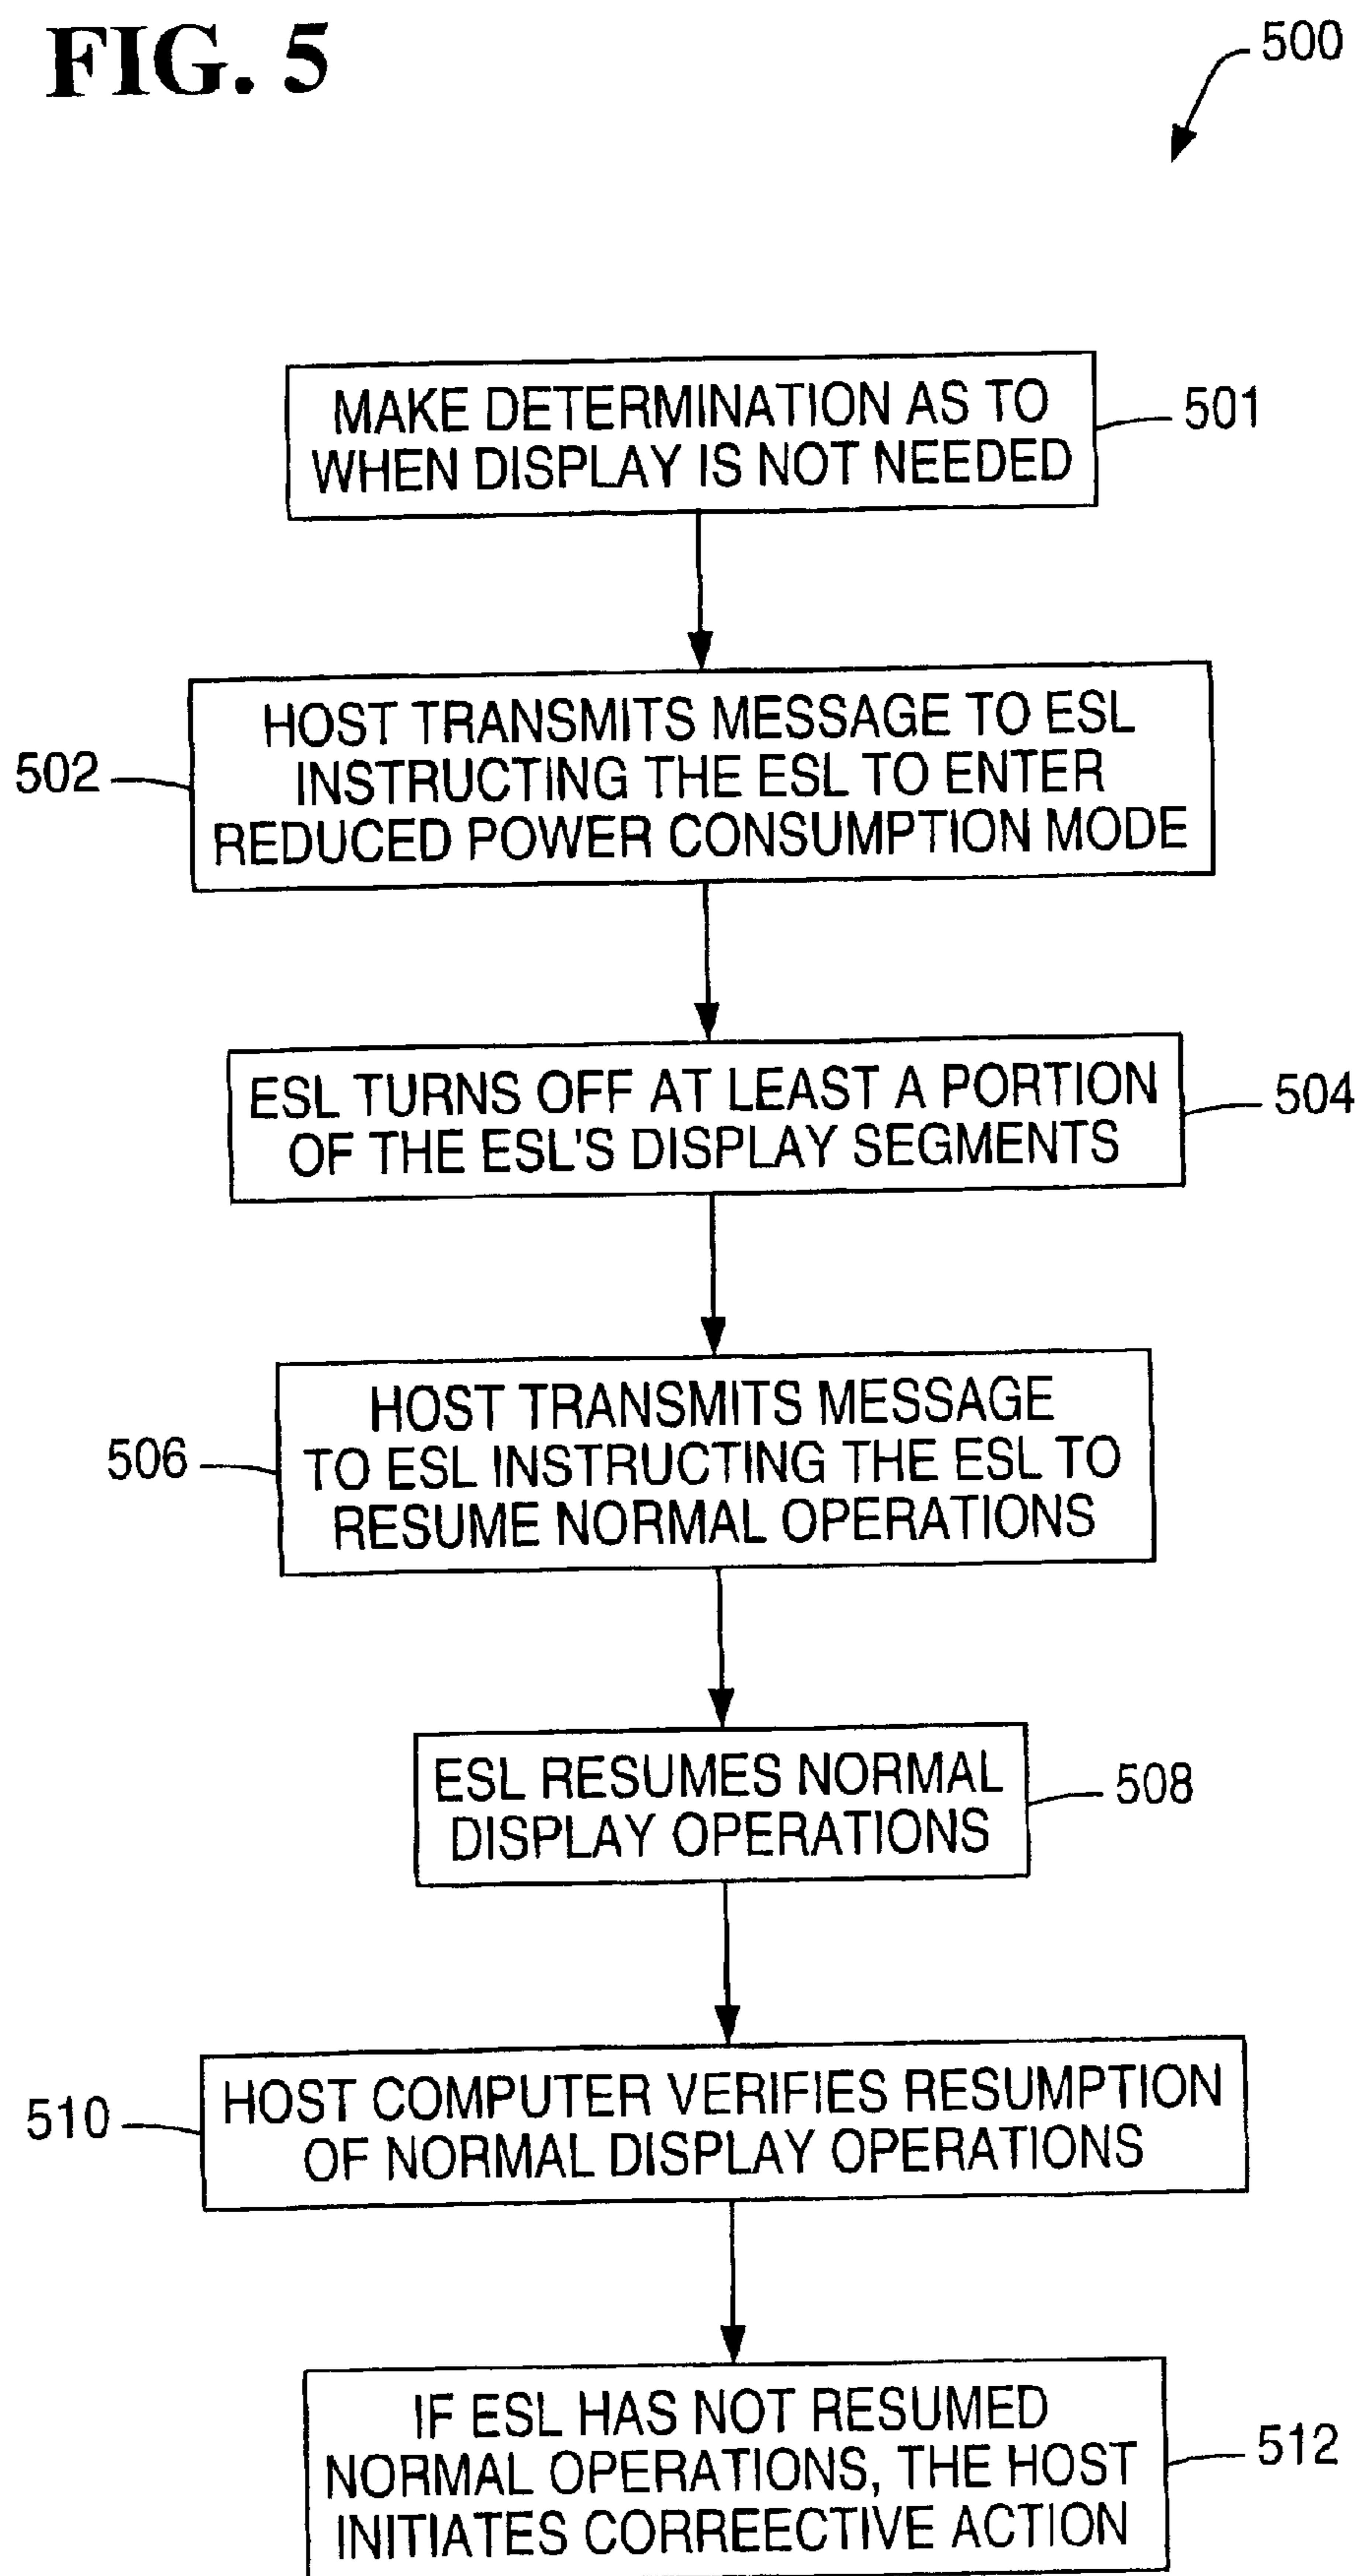 FIG. 5
500
MAKE DETERMINATION AS TO
WHEN DISPLAY IS NOT NEEDED
501
HOST TRANSMITS MESSAGE TO ESL
INSTRUCTING THE ESL TO ENTER
REDUCED POWER CONSUMPTION MODE
502
ESL TURNS OFF AT LEAST A PORTION
OF THE ESL'S DISPLAY SEGMENTS
504
HOST TRANSMITS MESSAGE
TO ESL INSTRUCTING THE ESL TO
RESUME NORMAL OPERATIONS
506
ESL RESUMES NORMAL
DISPLAY OPERATIONS
508
HOST COMPUTER VERIFIES RESUMPTION
OF NORMAL DISPLAY OPERATIONS
510
IF ESL HAS NOT RESUMED
NORMAL OPERATIONS, THE HOST
INITIATES CORREECTIVE ACTION
512